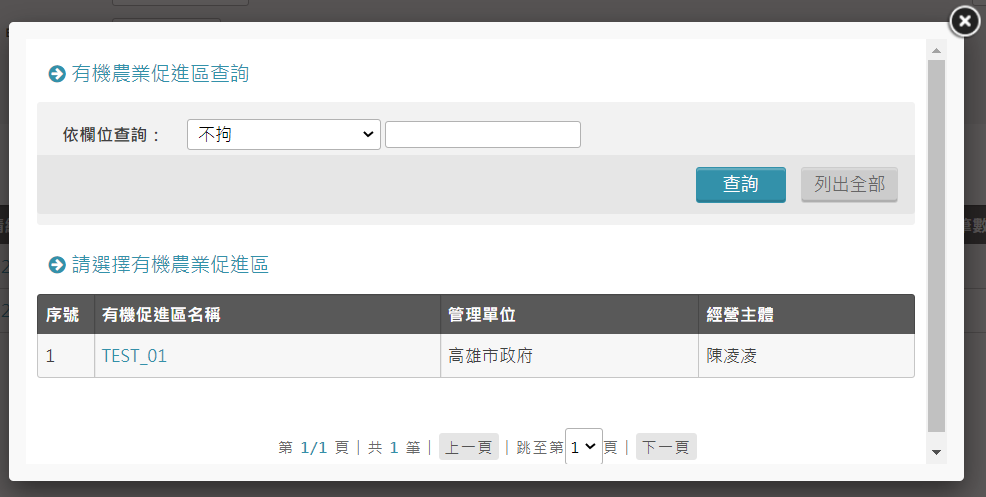 有機農業促進區查詢
依欄位查詢：
不拘
查詢
列出全部
請選擇有機農業促進區
序號 有機促進區名稱 管理單位 經營主體
1 TEST_01 高雄市政府 陳凌凌
第 1/1 頁 | 共 1 筆 | 上一頁 | 跳至第 1 頁 | 下一頁